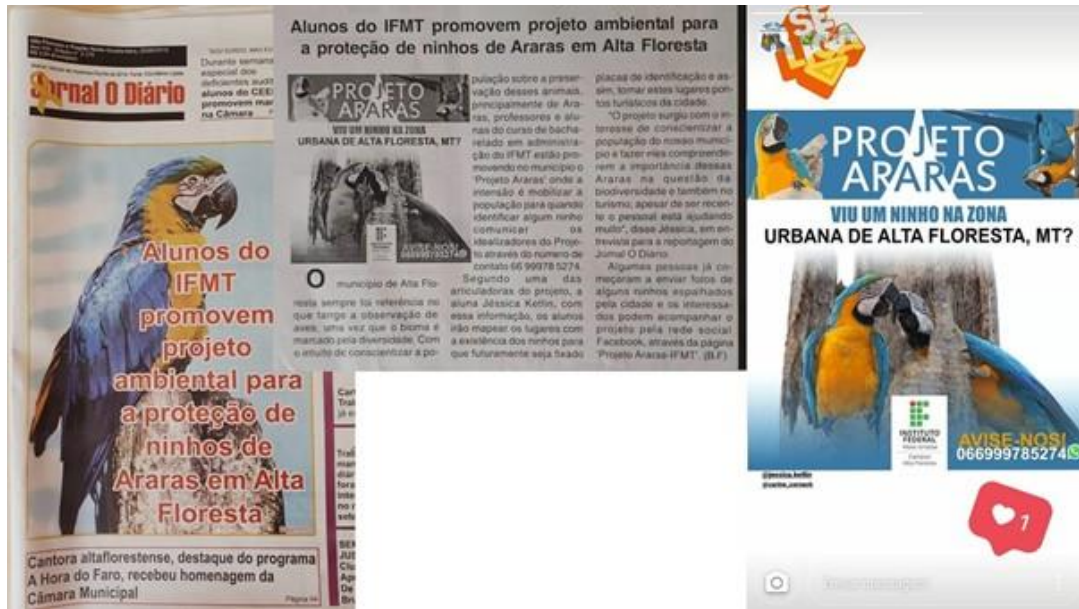 Jornal O Diário
Durante semana
especial dos
alunos do CEE
promovem man
na Câmara
Alunos do
IFMT
promovem
projeto
ambiental para
a proteção de
ninhos de
Araras em Alta
Floresta
Cantora altaflorestense, destaque do programa
A Hora do Faro, recebeu homenagem da
Câmara Municipal
Alunos do IFMT promovem projeto ambiental para
a proteção de ninhos de Araras em Alta Floresta
PROJETO
ARARAS
VIU UM NINHO NA ZONA
URBANA DE ALTA FLORESTA, MT?
AVISE-NOS!
066999785274
O município de Alta Flo-
resta sempre foi referência no
que tange a observação de
aves, uma vez que o bioma é
marcado pela diversidade. Com
o intuito de conscientizar a po-
pulação sobre a preser-
vação desses animais,
principalmente de Ara-
ras, professores e alu-
nos do curso de bacha-
relado em administra-
ção do IFMT estão pro-
movendo no município o
'Projeto Araras' onde a
intensão é mobilizar a
população para quando
identificar algum ninho
comunicar os
idealizadores do Proje-
to através do número de
contato 66 99978 5274.
Segundo uma das
articuladoras do projeto, a
aluna Jéssica Ketlin, com
essa informação, os alunos
irão mapear os lugares com
a existência dos ninhos para
que futuramente seja fixado
placas de identificação e as-
sim, tornar estes lugares pon-
tos turísticos da cidade.
"O projeto surgiu com o in-
teresse de conscientizar a
população do nosso municí-
pio e fazer eles compreende-
rem a importância dessas
Araras na questão da
biodiversidade e também no
turismo, apesar de ser recen-
te o pessoal está ajudando
muito", disse Jéssica, em en-
trevista para a reportagem do
Jornal O Diário.
Algumas pessoas já co-
meçaram a enviar fotos de
alguns ninhos espalhados
pela cidade e os interessa-
dos podem acompanhar o
projeto pela rede social
Facebook, através da página
'Projeto Araras-IFMT'. (B.F)
PROJETO
ARARAS
VIU UM NINHO NA ZONA
URBANA DE ALTA FLORESTA, MT?
INSTITUTO
FEDERAL
AVISE-NOS!
066999785274
@jessica.ketlin
1